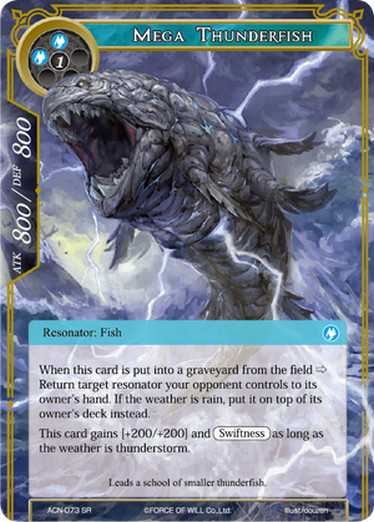 Mega Thunderfish
1
ATK 800 / DEF 800
Resonator: Fish
When this card is put into a graveyard from the field ⇨
Return target resonator your opponent controls to its
owner's hand. If the weather is rain, put it on top of its
owner's deck instead.
This card gains [+200/+200] and Swiftness as long as
the weather is thunderstorm.
Leads a school of smaller thunderfish.
ACN-073 SR
©FORCE OF WILL Co.,Ltd.
Illust/douzen